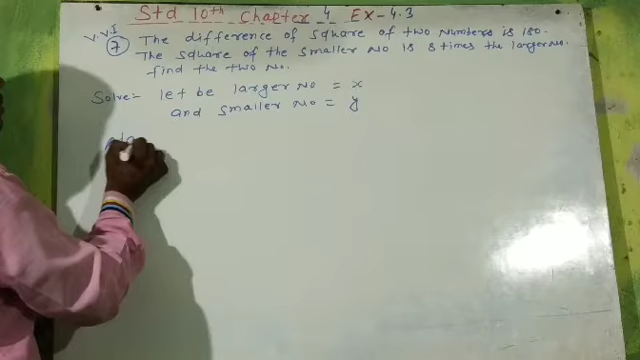 Std 10th Chapter 4 Ex-4.3
V.V.I
7 The difference of square of two numbers is 180.
The square of the smaller no is 8 times the larger no.
find the two no.
Solve:- let be larger no = x
and smaller no = y